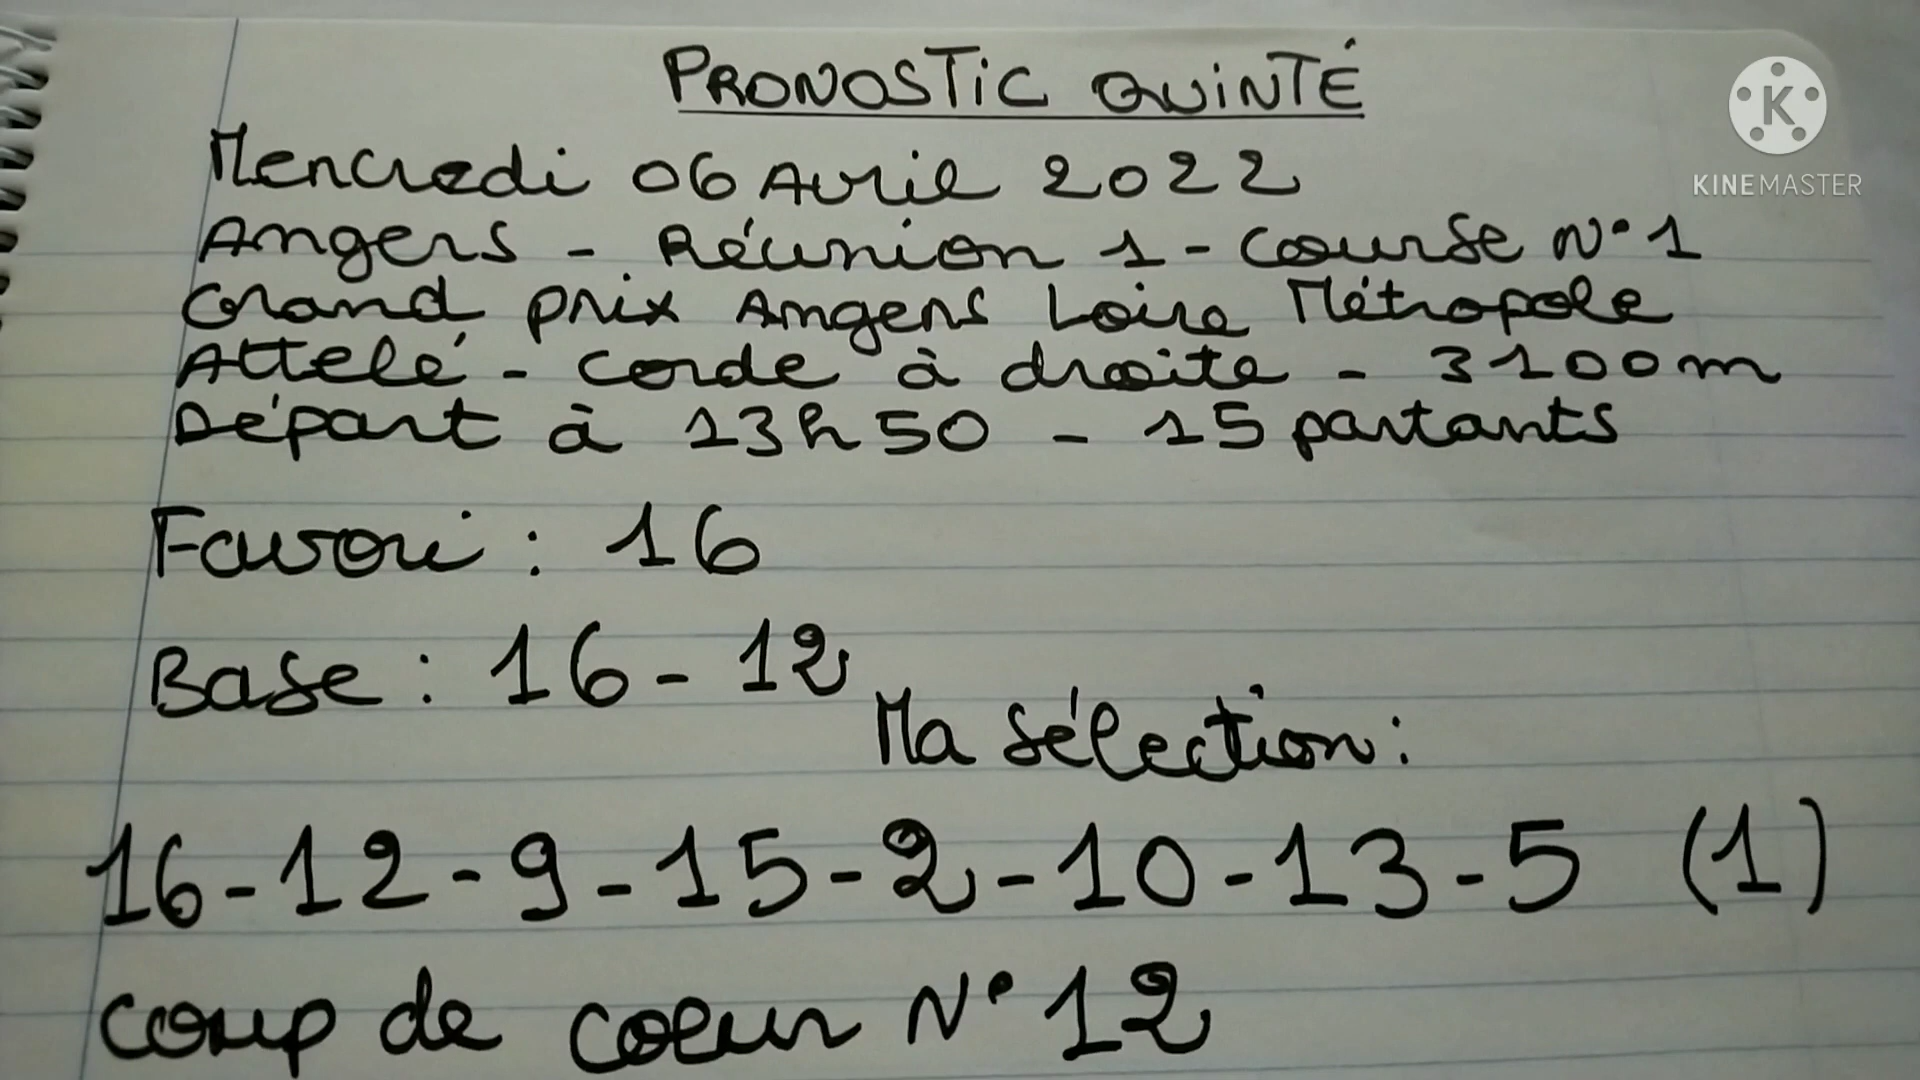 PRONOSTIC QUINTÉ
Mercredi 06 Avril 2022
Angers - Réunion 1 - Course N° 1
Grand prix Angers Loire Métropole
Attelé - Corde à droite - 3100m
Départ à 13h50 - 15 partants
Favori : 16
Base : 16 - 12
Ma sélection :
16 - 12 - 9 - 15 - 2 - 10 - 13 - 5 (1)
Coup de coeur N° 12
K
KINEMASTER